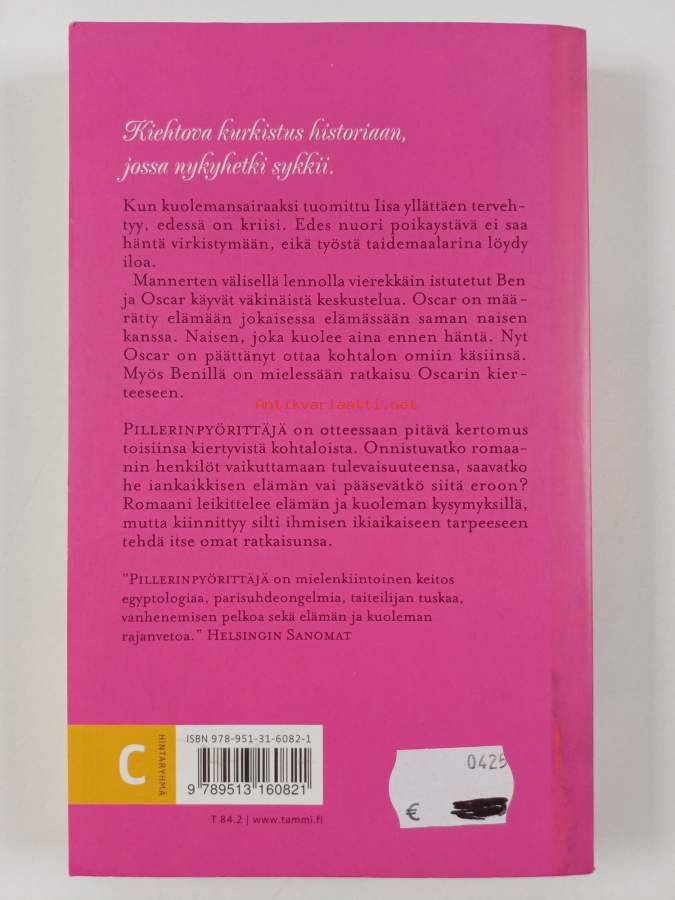 Kiehtova kurkistus historiaan,
jossa nykyhetki sykkii.
Kun kuolemansairaaksi tuomittu Iisa yllättäen terveh-
tyy, edessä on kriisi. Edes nuori poikaystävä ei saa
häntä virkistymään, eikä työstä taidemaalarina löydy
iloa.
Mannerten välisellä lennolla vierekkäin istutetut Ben
ja Oscar käyvät väkinäistä keskustelua. Oscar on mää-
rätty elämään jokaisessa elämässään saman naisen
kanssa. Naisen, joka kuolee aina ennen häntä. Nyt
Oscar on päättänyt ottaa kohtalon omiin käsiinsä.
Myös Benillä on mielessään ratkaisu Oscarin kier-
teeseen.
Antikvariaatti.net
PILLERINPYÖRITTÄJÄ on otteessaan pitävä kertomus
toisiinsa kiertyvistä kohtaloista. Onnistuvatko romaa-
nin henkilöt vaikuttamaan tulevaisuuteensa, saavatko
he iankaikkisen elämän vai pääsevätkö siitä eroon?
Romaani leikittelee elämän ja kuoleman kysymyksillä,
mutta kiinnittyy silti ihmisen ikiaikaiseen tarpeeseen
tehdä itse omat ratkaisunsa.
"PILLERINPYÖRITTÄJÄ on mielenkiintoinen keitos
egyptologiaa, parisuhdeongelmia, taiteilijan tuskaa,
vanhenemisen pelkoa sekä elämän ja kuoleman
rajanvetoa." HELSINGIN SANOMAT
C
HINTARYHMÄ
ISBN 978-951-31-6082-1
9 789513 160821
T 84.2 | www.tammi.fi
0425
€